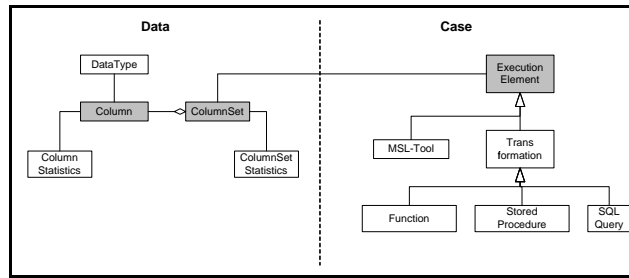 Data
Case
DataType
Execution
Element
Column
ColumnSet
MSL-Tool
Trans
formation
Column
Statistics
ColumnSet
Statistics
Function
Stored
Procedure
SQL
Query